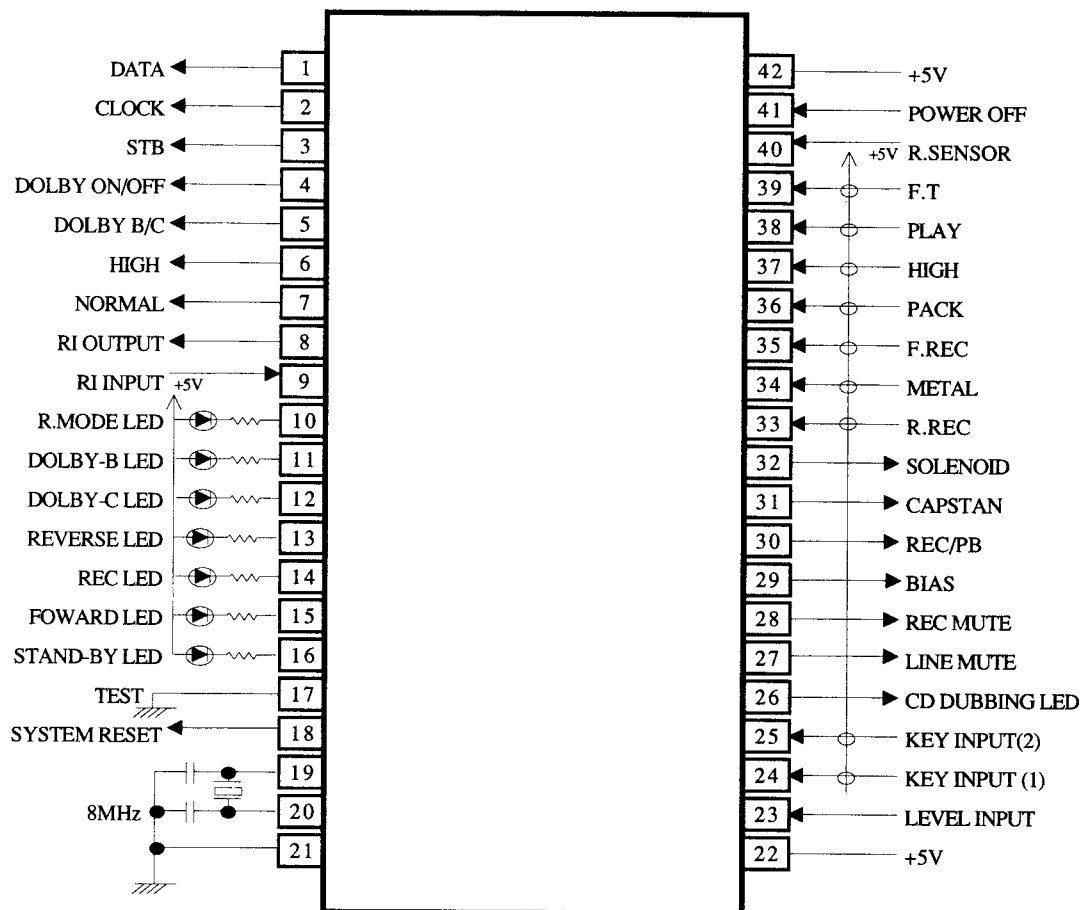 DATA 1
CLOCK 2
STB 3
DOLBY ON/OFF 4
DOLBY B/C 5
HIGH 6
NORMAL 7
RI OUTPUT 8
RI INPUT 9
+5V
R.MODE LED 10
DOLBY-B LED 11
DOLBY-C LED 12
REVERSE LED 13
REC LED 14
FOWARD LED 15
STAND-BY LED 16
TEST 17
SYSTEM RESET 18
19
8MHz 20
21
42 +5V
41 POWER OFF
40 +5V R.SENSOR
39 F.T
38 PLAY
37 HIGH
36 PACK
35 F.REC
34 METAL
33 R.REC
32 SOLENOID
31 CAPSTAN
30 REC/PB
29 BIAS
28 REC MUTE
27 LINE MUTE
26 CD DUBBING LED
25 KEY INPUT(2)
24 KEY INPUT (1)
23 LEVEL INPUT
22 +5V